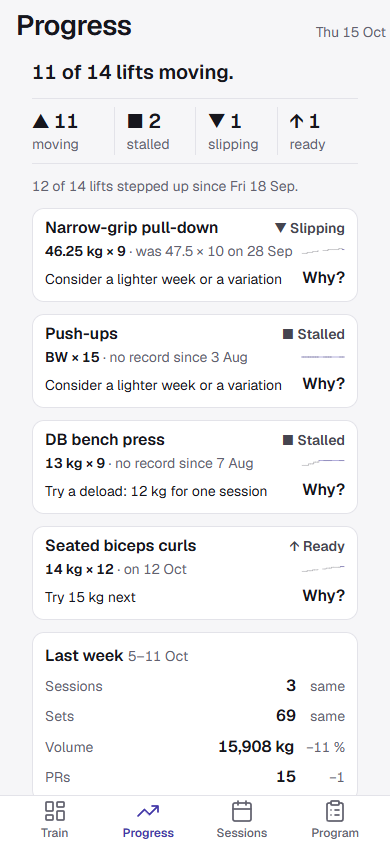 Progress
Thu 15 Oct
11 of 14 lifts moving.
▲ 11
moving
■ 2
stalled
▼ 1
slipping
↑ 1
ready
12 of 14 lifts stepped up since Fri 18 Sep.
Narrow-grip pull-down
▼ Slipping
46.25 kg × 9 · was 47.5 × 10 on 28 Sep
Consider a lighter week or a variation
Why?
Push-ups
■ Stalled
BW × 15 · no record since 3 Aug
Consider a lighter week or a variation
Why?
DB bench press
■ Stalled
13 kg × 9 · no record since 7 Aug
Try a deload: 12 kg for one session
Why?
Seated biceps curls
↑ Ready
14 kg × 12 · on 12 Oct
Try 15 kg next
Why?
Last week 5–11 Oct
Sessions 3 same
Sets 69 same
Volume 15,908 kg −11 %
PRs 15 −1
Train
Progress
Sessions
Program